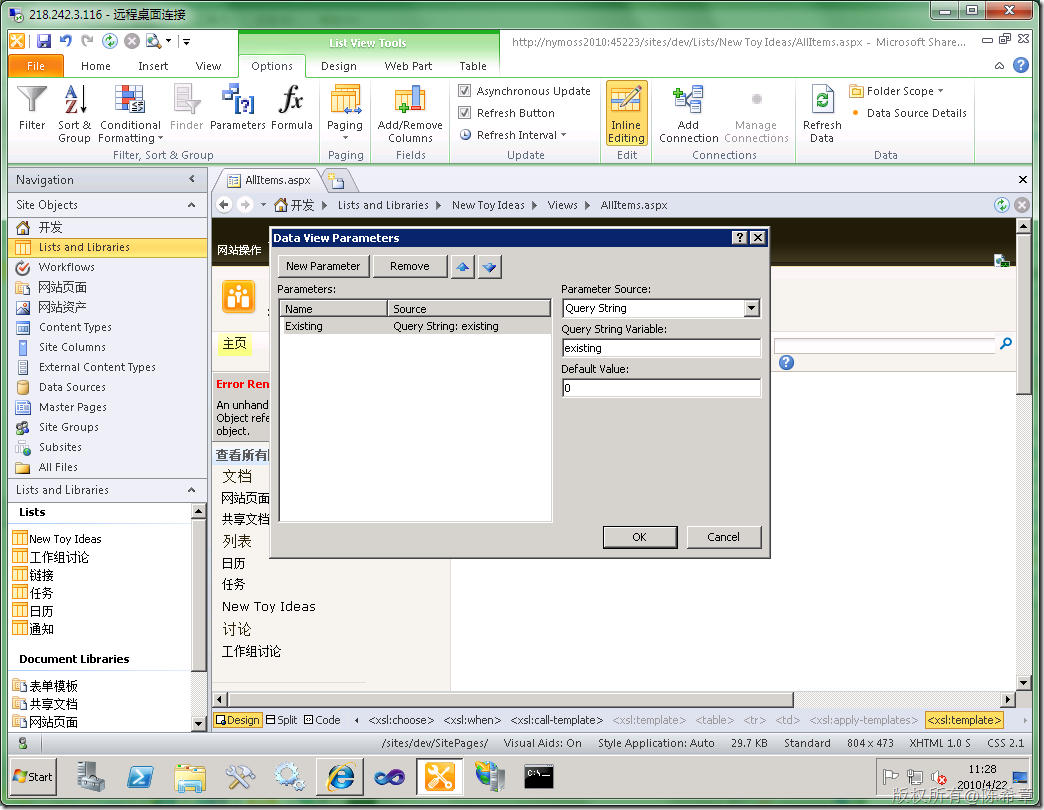 218.242.3.116 - 远程桌面连接
List View Tools
http://nymoss2010:45223/sites/dev/Lists/New Toy Ideas/AllItems.aspx - Microsoft Share...
File Home Insert View Options Design Web Part Table
Filter
Sort & Group
Conditional Formatting
Finder
Parameters
Formula
Filter, Sort & Group
Paging
Paging
Add/Remove Columns
Fields
Asynchronous Update
Refresh Button
Refresh Interval
Update
Inline Editing
Edit
Add Connection
Manage Connections
Connections
Refresh Data
Folder Scope
Data Source Details
Data
Navigation
Site Objects
开发
Lists and Libraries
Workflows
网站页面
网站资产
Content Types
Site Columns
External Content Types
Data Sources
Master Pages
Site Groups
Subsites
All Files
Lists and Libraries
Lists
New Toy Ideas
工作组讨论
链接
任务
日历
通知
Document Libraries
表单模板
共享文档
网站页面
AllItems.aspx
开发 Lists and Libraries New Toy Ideas Views AllItems.aspx
网站操作
主页
Error Ren
An unhand
Object refe
object.
查看所有
文档
网站页面
共享文档
列表
日历
任务
New Toy Ideas
讨论
工作组讨论
Data View Parameters
New Parameter Remove
Parameters:
Name Source
Existing Query String: existing
Parameter Source:
Query String
Query String Variable:
existing
Default Value:
0
OK Cancel
Design Split Code <xsl:choose> <xsl:when> <xsl:call-template> <xsl:template> <table> <tr> <td> <xsl:apply-templates> <xsl:template>
/sites/dev/SitePages/ Visual Aids: On Style Application: Auto 29.7 KB Standard 804 x 473 XHTML 1.0 S CSS 2.1
Start
C:\
11:28
2010/4/22
版权所有@陈希章